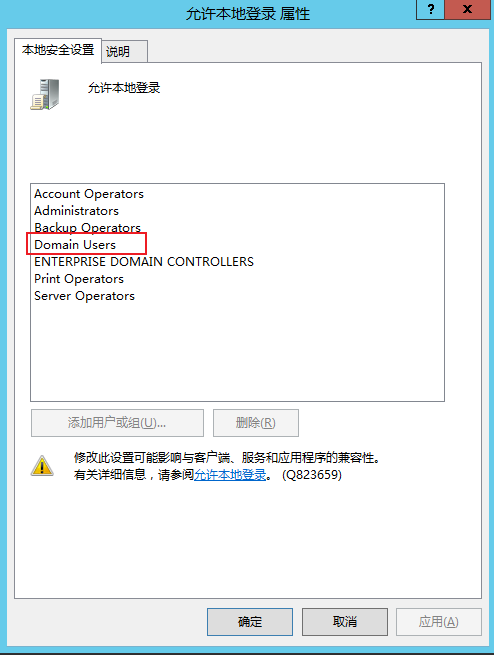 允许本地登录 属性
?
x
本地安全设置
说明
允许本地登录
Account Operators
Administrators
Backup Operators
Domain Users
ENTERPRISE DOMAIN CONTROLLERS
Print Operators
Server Operators
添加用户或组(U)...
删除(R)
修改此设置可能影响与客户端、服务和应用程序的兼容性。
有关详细信息，请参阅允许本地登录。 (Q823659)
确定
取消
应用(A)